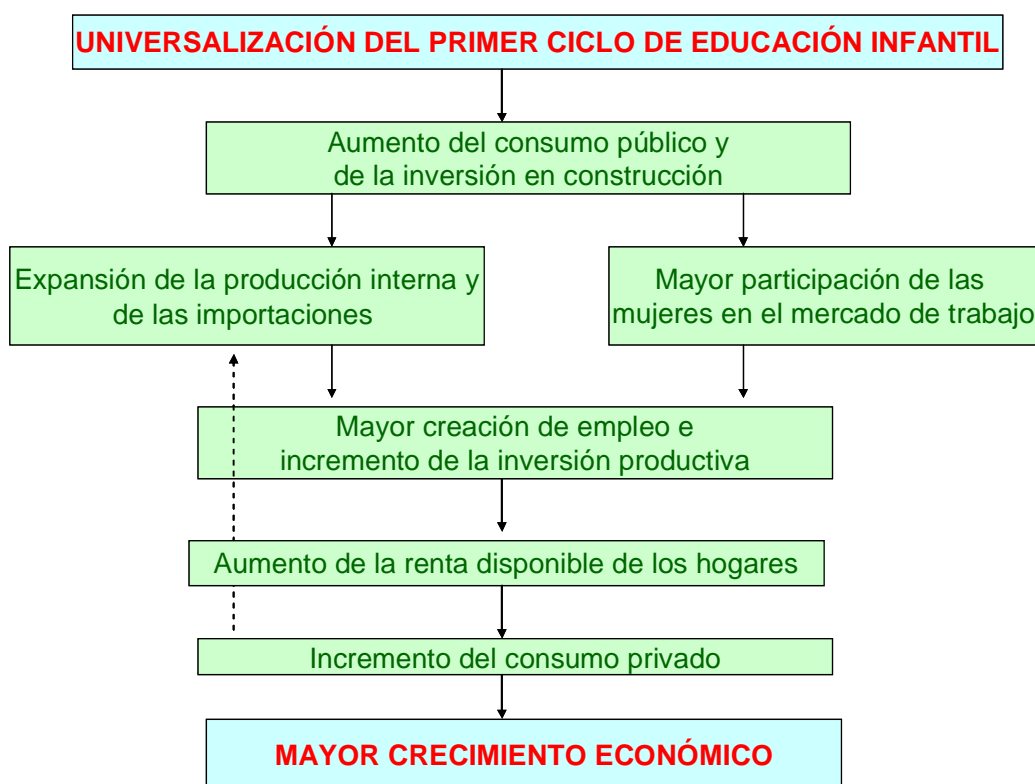 UNIVERSALIZACIÓN DEL PRIMER CICLO DE EDUCACIÓN INFANTIL
Aumento del consumo público y
de la inversión en construcción
Expansión de la producción interna y
de las importaciones
Mayor participación de las
mujeres en el mercado de trabajo
Mayor creación de empleo e
incremento de la inversión productiva
Aumento de la renta disponible de los hogares
Incremento del consumo privado
MAYOR CRECIMIENTO ECONÓMICO